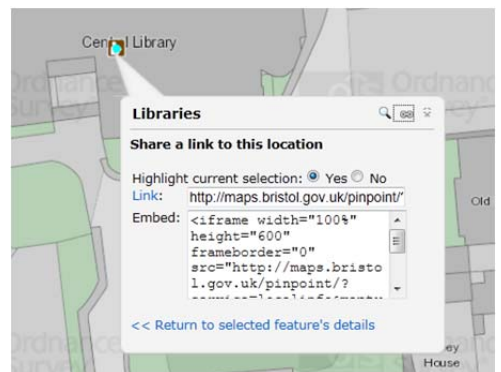 Central Library
Ordnance
Survey
Ordnance
Survey
Libraries
Share a link to this location
Highlight current selection: Yes No
Link: http://maps.bristol.gov.uk/pinpoint/
Embed: <iframe width="100%"
height="600"
frameborder="0"
src="http://maps.bristo
l.gov.uk/pinpoint/?
Old
<< Return to selected feature's details
House